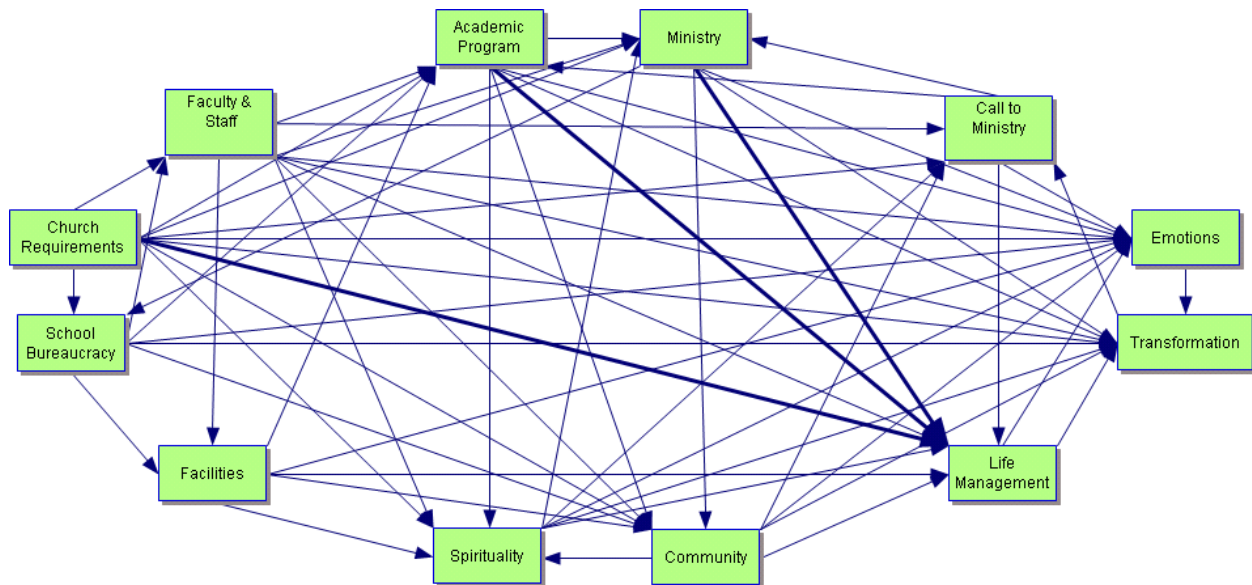 Academic
Program
Ministry
Faculty &
Staff
Call to
Ministry
Church
Requirements
Emotions
School
Bureaucracy
Transformation
Facilities
Life
Management
Spirituality
Community